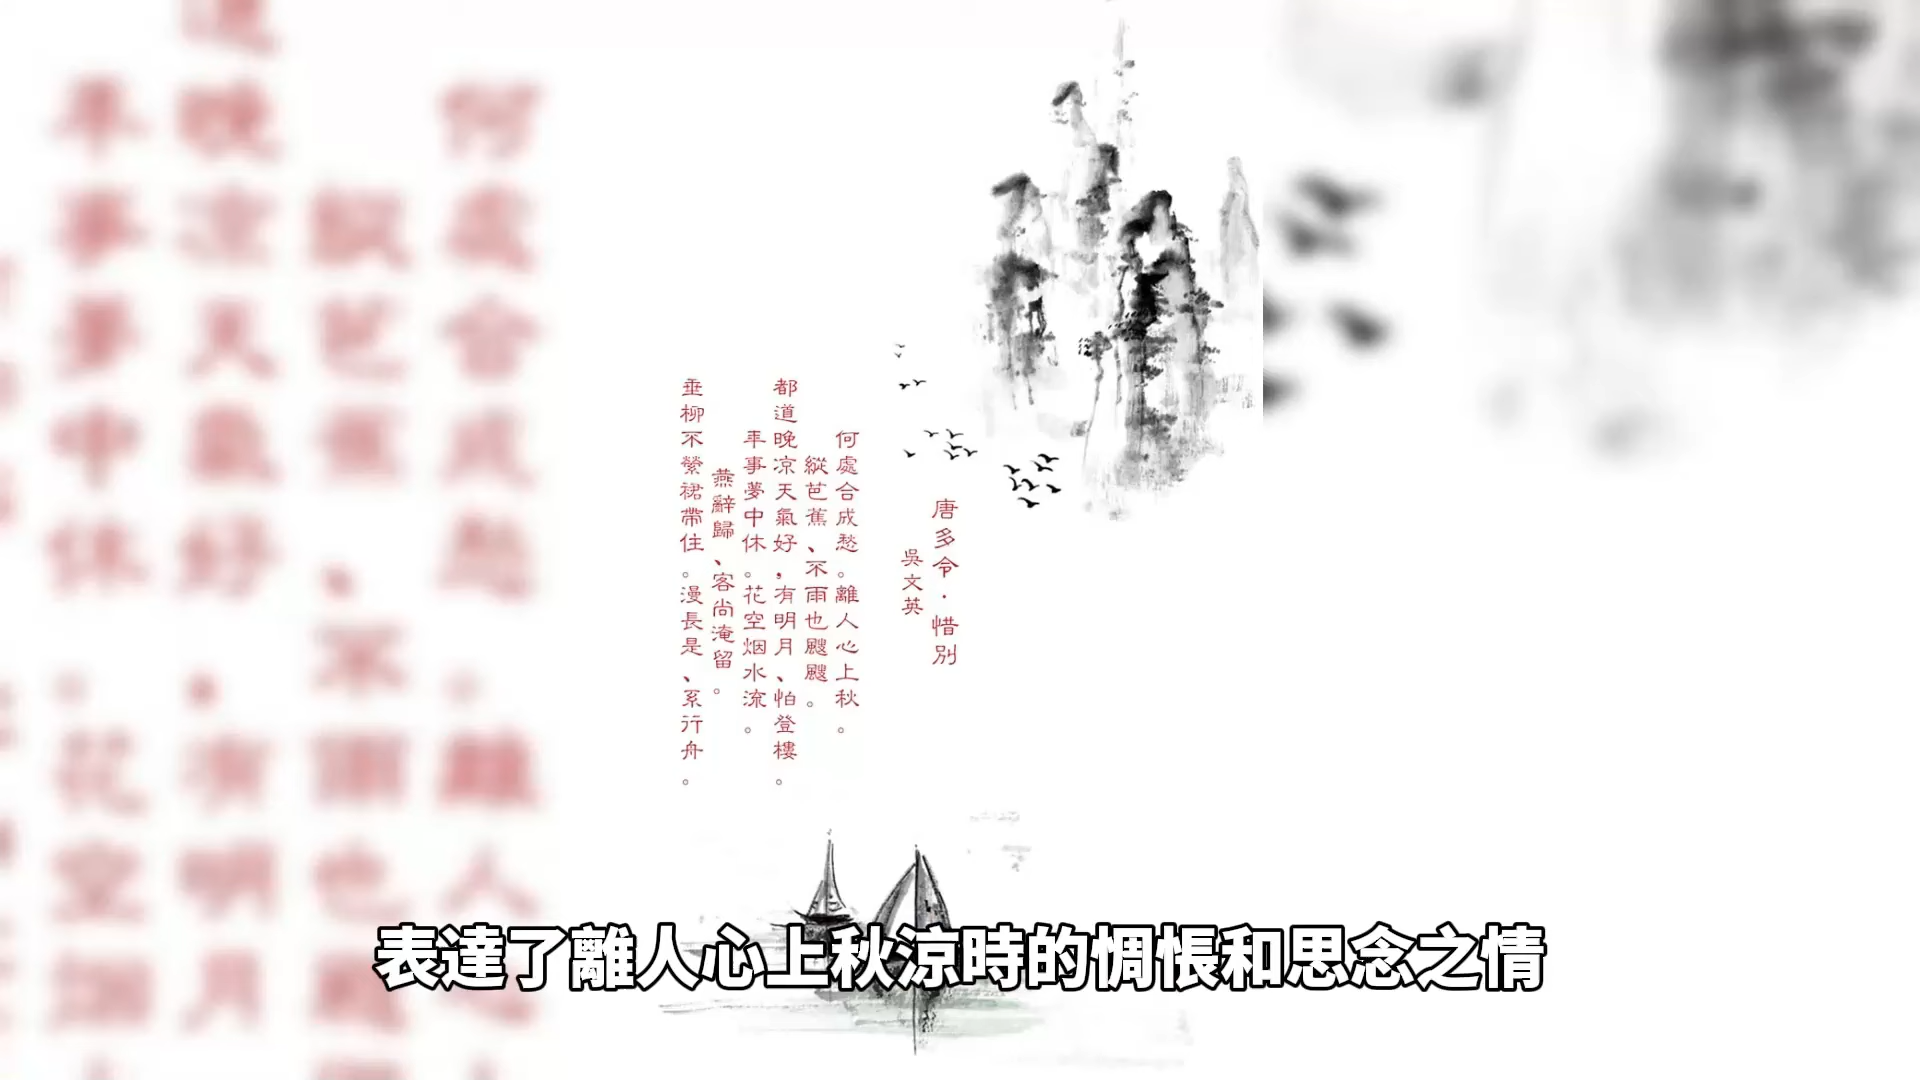 唐多令·惜別
吳文英
何處合成愁。離人心上秋。
縱芭蕉、不雨也颼颼。
都道晚凉天氣好,有明月、怕登樓。
年事夢中休。花空烟水流。
燕辭歸、客尚淹留。
垂柳不縈裙帶住。漫長是、系行舟。
表達了離人心上秋涼時的惆悵和思念之情